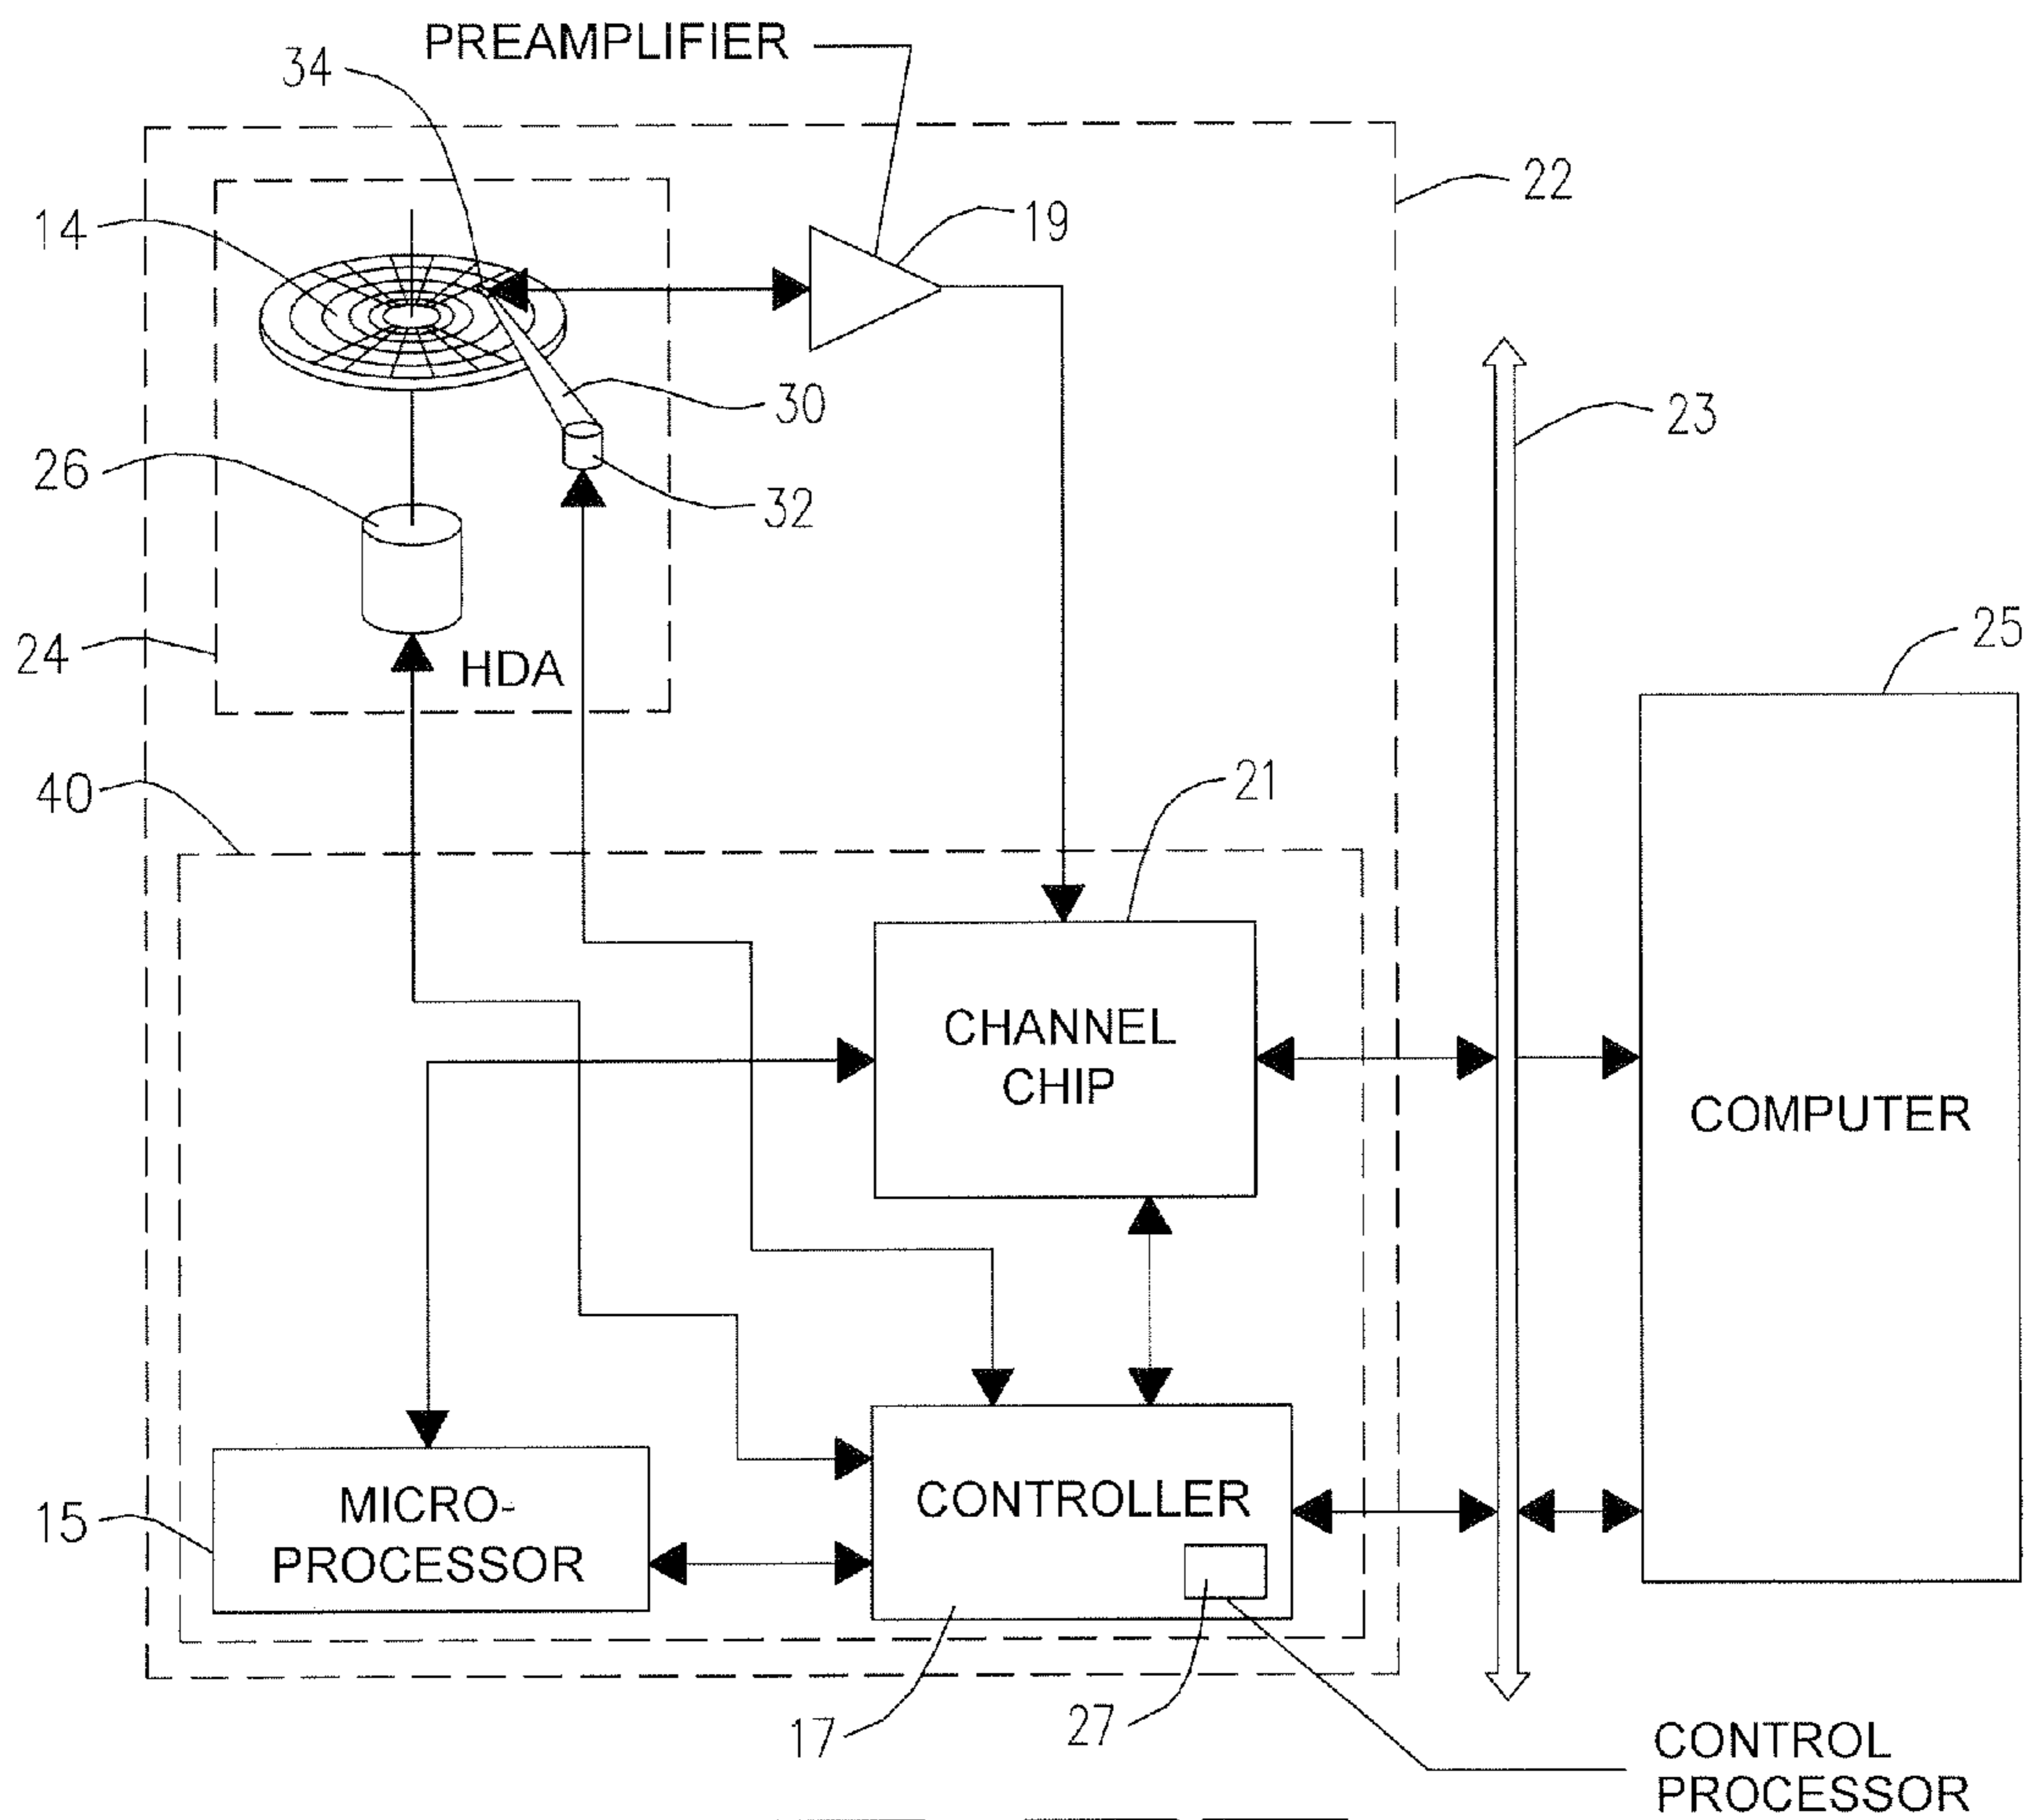 PREAMPLIFIER
34
22
14
19
30
23
26
32
25
24
HDA
40
21
CHANNEL
CHIP
COMPUTER
MICRO-
PROCESSOR
CONTROLLER
15
17
27
CONTROL
PROCESSOR